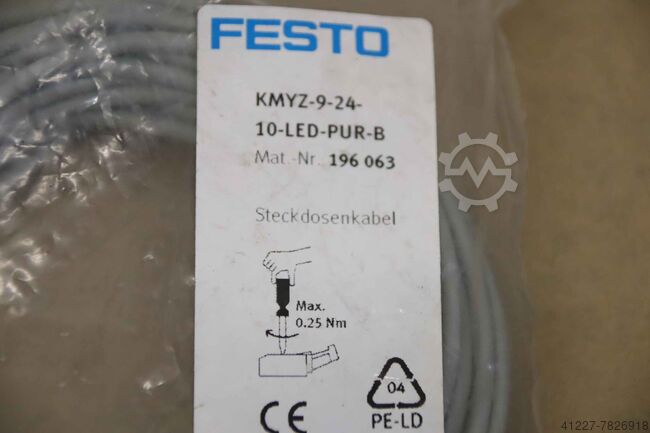 FESTO
KMYZ-9-24-
10-LED-PUR-B
Mat.-Nr. 196 063
Steckdosenkabel
Max.
0.25 Nm
04
CE
PE-LD
41227-7826918